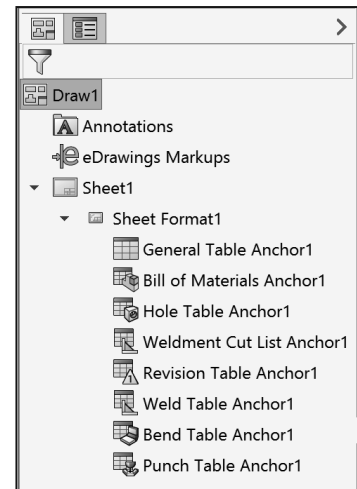 Draw1
Annotations
eDrawings Markups
Sheet1
Sheet Format1
General Table Anchor1
Bill of Materials Anchor1
Hole Table Anchor1
Weldment Cut List Anchor1
Revision Table Anchor1
Weld Table Anchor1
Bend Table Anchor1
Punch Table Anchor1